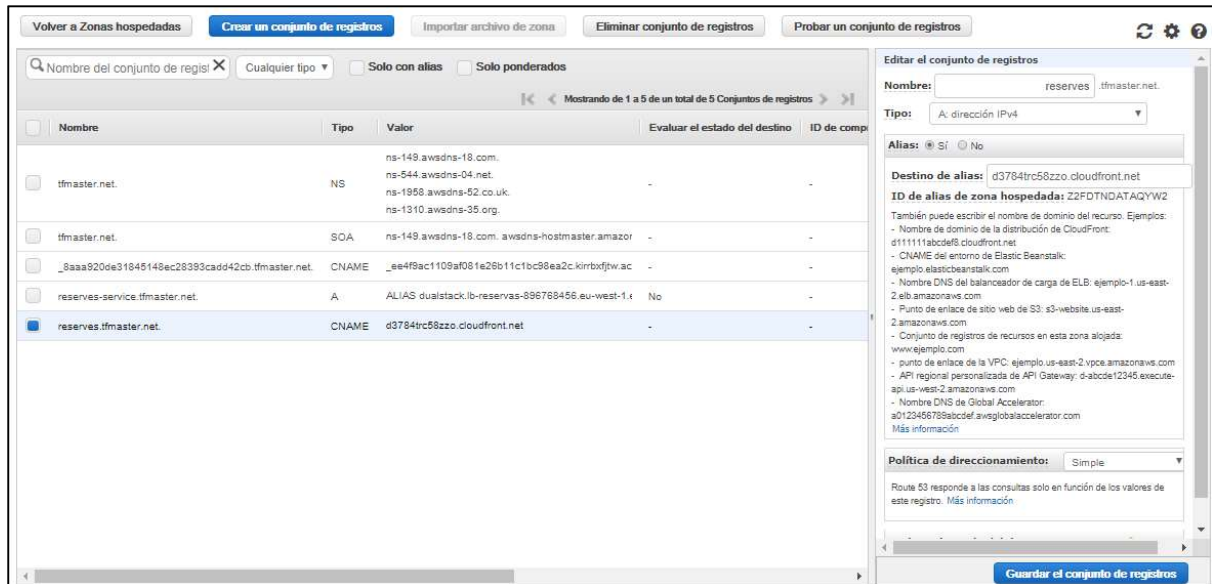 Volver a Zonas hospedadas
Crear un conjunto de registros
Importar archivo de zona
Eliminar conjunto de registros
Probar un conjunto de registros
Nombre del conjunto de regist
Cualquier tipo
Solo con alias
Solo ponderados
Mostrando de 1 a 5 de un total de 5 Conjuntos de registros
Nombre Tipo Valor Evaluar el estado del destino ID de compr
tfmaster.net. NS
ns-149.awsdns-18.com.
ns-544.awsdns-04.net.
ns-1958.awsdns-52.co.uk.
ns-1310.awsdns-35.org.
- -
tfmaster.net. SOA ns-149.awsdns-18.com. awsdns-hostmaster.amazor - -
_8aaa920de31845148ec28393cadd42cb.tfmaster.net. CNAME _ee4f9ac1109af081e26b11c1bc98ea2c.kirrbxfjtw.ac - -
reserves-service.tfmaster.net. A ALIAS dualstack.lb-reservas-896768456.eu-west-1.e No -
reserves.tfmaster.net. CNAME d3784trc58zzo.cloudfront.net - -
Editar el conjunto de registros
Nombre: reserves .tfmaster.net.
Tipo: A: dirección IPv4
Alias: Sí No
Destino de alias: d3784trc58zzo.cloudfront.net
ID de alias de zona hospedada: Z2FDTNDATAQYW2
También puede escribir el nombre de dominio del recurso. Ejemplos:
- Nombre de dominio de la distribución de CloudFront:
d111111abcdef8.cloudfront.net
- CNAME del entorno de Elastic Beanstalk:
ejemplo.elasticbeanstalk.com
- Nombre DNS del balanceador de carga de ELB: ejemplo-1.us-east-
2.elb.amazonaws.com
- Punto de enlace de sitio web de S3: s3-website.us-east-
2.amazonaws.com
- Conjunto de registros de recursos en esta zona alojada:
www.ejemplo.com
- punto de enlace de la VPC: ejemplo.us-east-2.vpce.amazonaws.com
- API regional personalizada de API Gateway: d-abcde12345.execute-
api.us-west-2.amazonaws.com
- Nombre DNS de Global Accelerator:
a0123456789abcdef.awsglobalaccelerator.com
Más información
Política de direccionamiento: Simple
Route 53 responde a las consultas solo en función de los valores de
este registro. Más información
Guardar el conjunto de registros